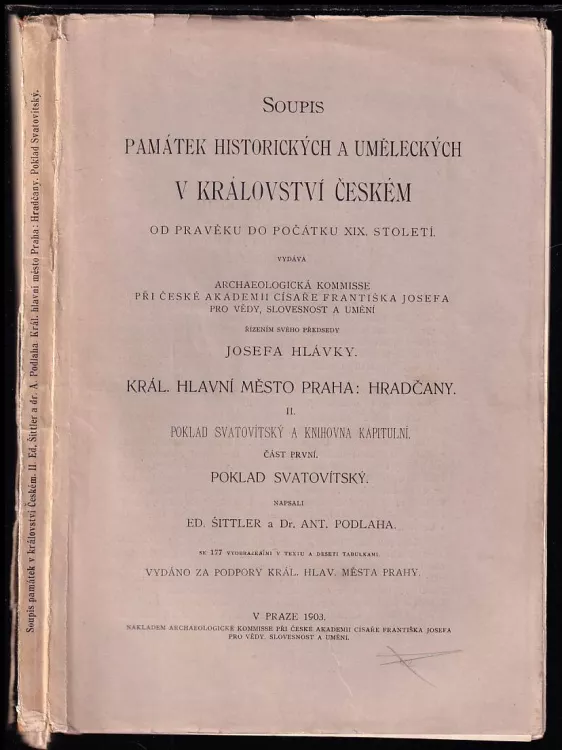 Soupis památek v království Českém. II. Ed. Šittler a dr. A. Podlaha Král. hlavní město Praha: Hradčany. Poklad Svatovítský.
SOUPIS
PAMÁTEK HISTORICKÝCH A UMĚLECKÝCH
V KRÁLOVSTVÍ ČESKÉM
OD PRAVĚKU DO POČÁTKU XIX. STOLETÍ.
VYDÁVÁ
ARCHAEOLOGICKÁ KOMMISSE
PŘI ČESKÉ AKADEMII CÍSAŘE FRANTIŠKA JOSEFA
PRO VĚDY, SLOVESNOST A UMĚNÍ
ŘÍZENÍM SVÉHO PŘEDSEDY
JOSEFA HLÁVKY.
KRÁL. HLAVNÍ MĚSTO PRAHA: HRADČANY.
II.
POKLAD SVATOVÍTSKÝ A KNIHOVNA KAPITULNÍ.
ČÁST PRVNÍ.
POKLAD SVATOVÍTSKÝ.
NAPSALI
ED. ŠITTLER a Dr. ANT. PODLAHA.
SE 177 VYOBRAZENÍMI V TEXTU A DESETI TABULKAMI.
VYDÁNO ZA PODPORY KRÁL. HLAV. MĚSTA PRAHY.
V PRAZE 1903.
NÁKLADEM ARCHAEOLOGICKÉ KOMMISSE PŘI ČESKÉ AKADEMII CÍSAŘE FRANTIŠKA JOSEFA
PRO VĚDY, SLOVESNOST A UMĚNÍ.